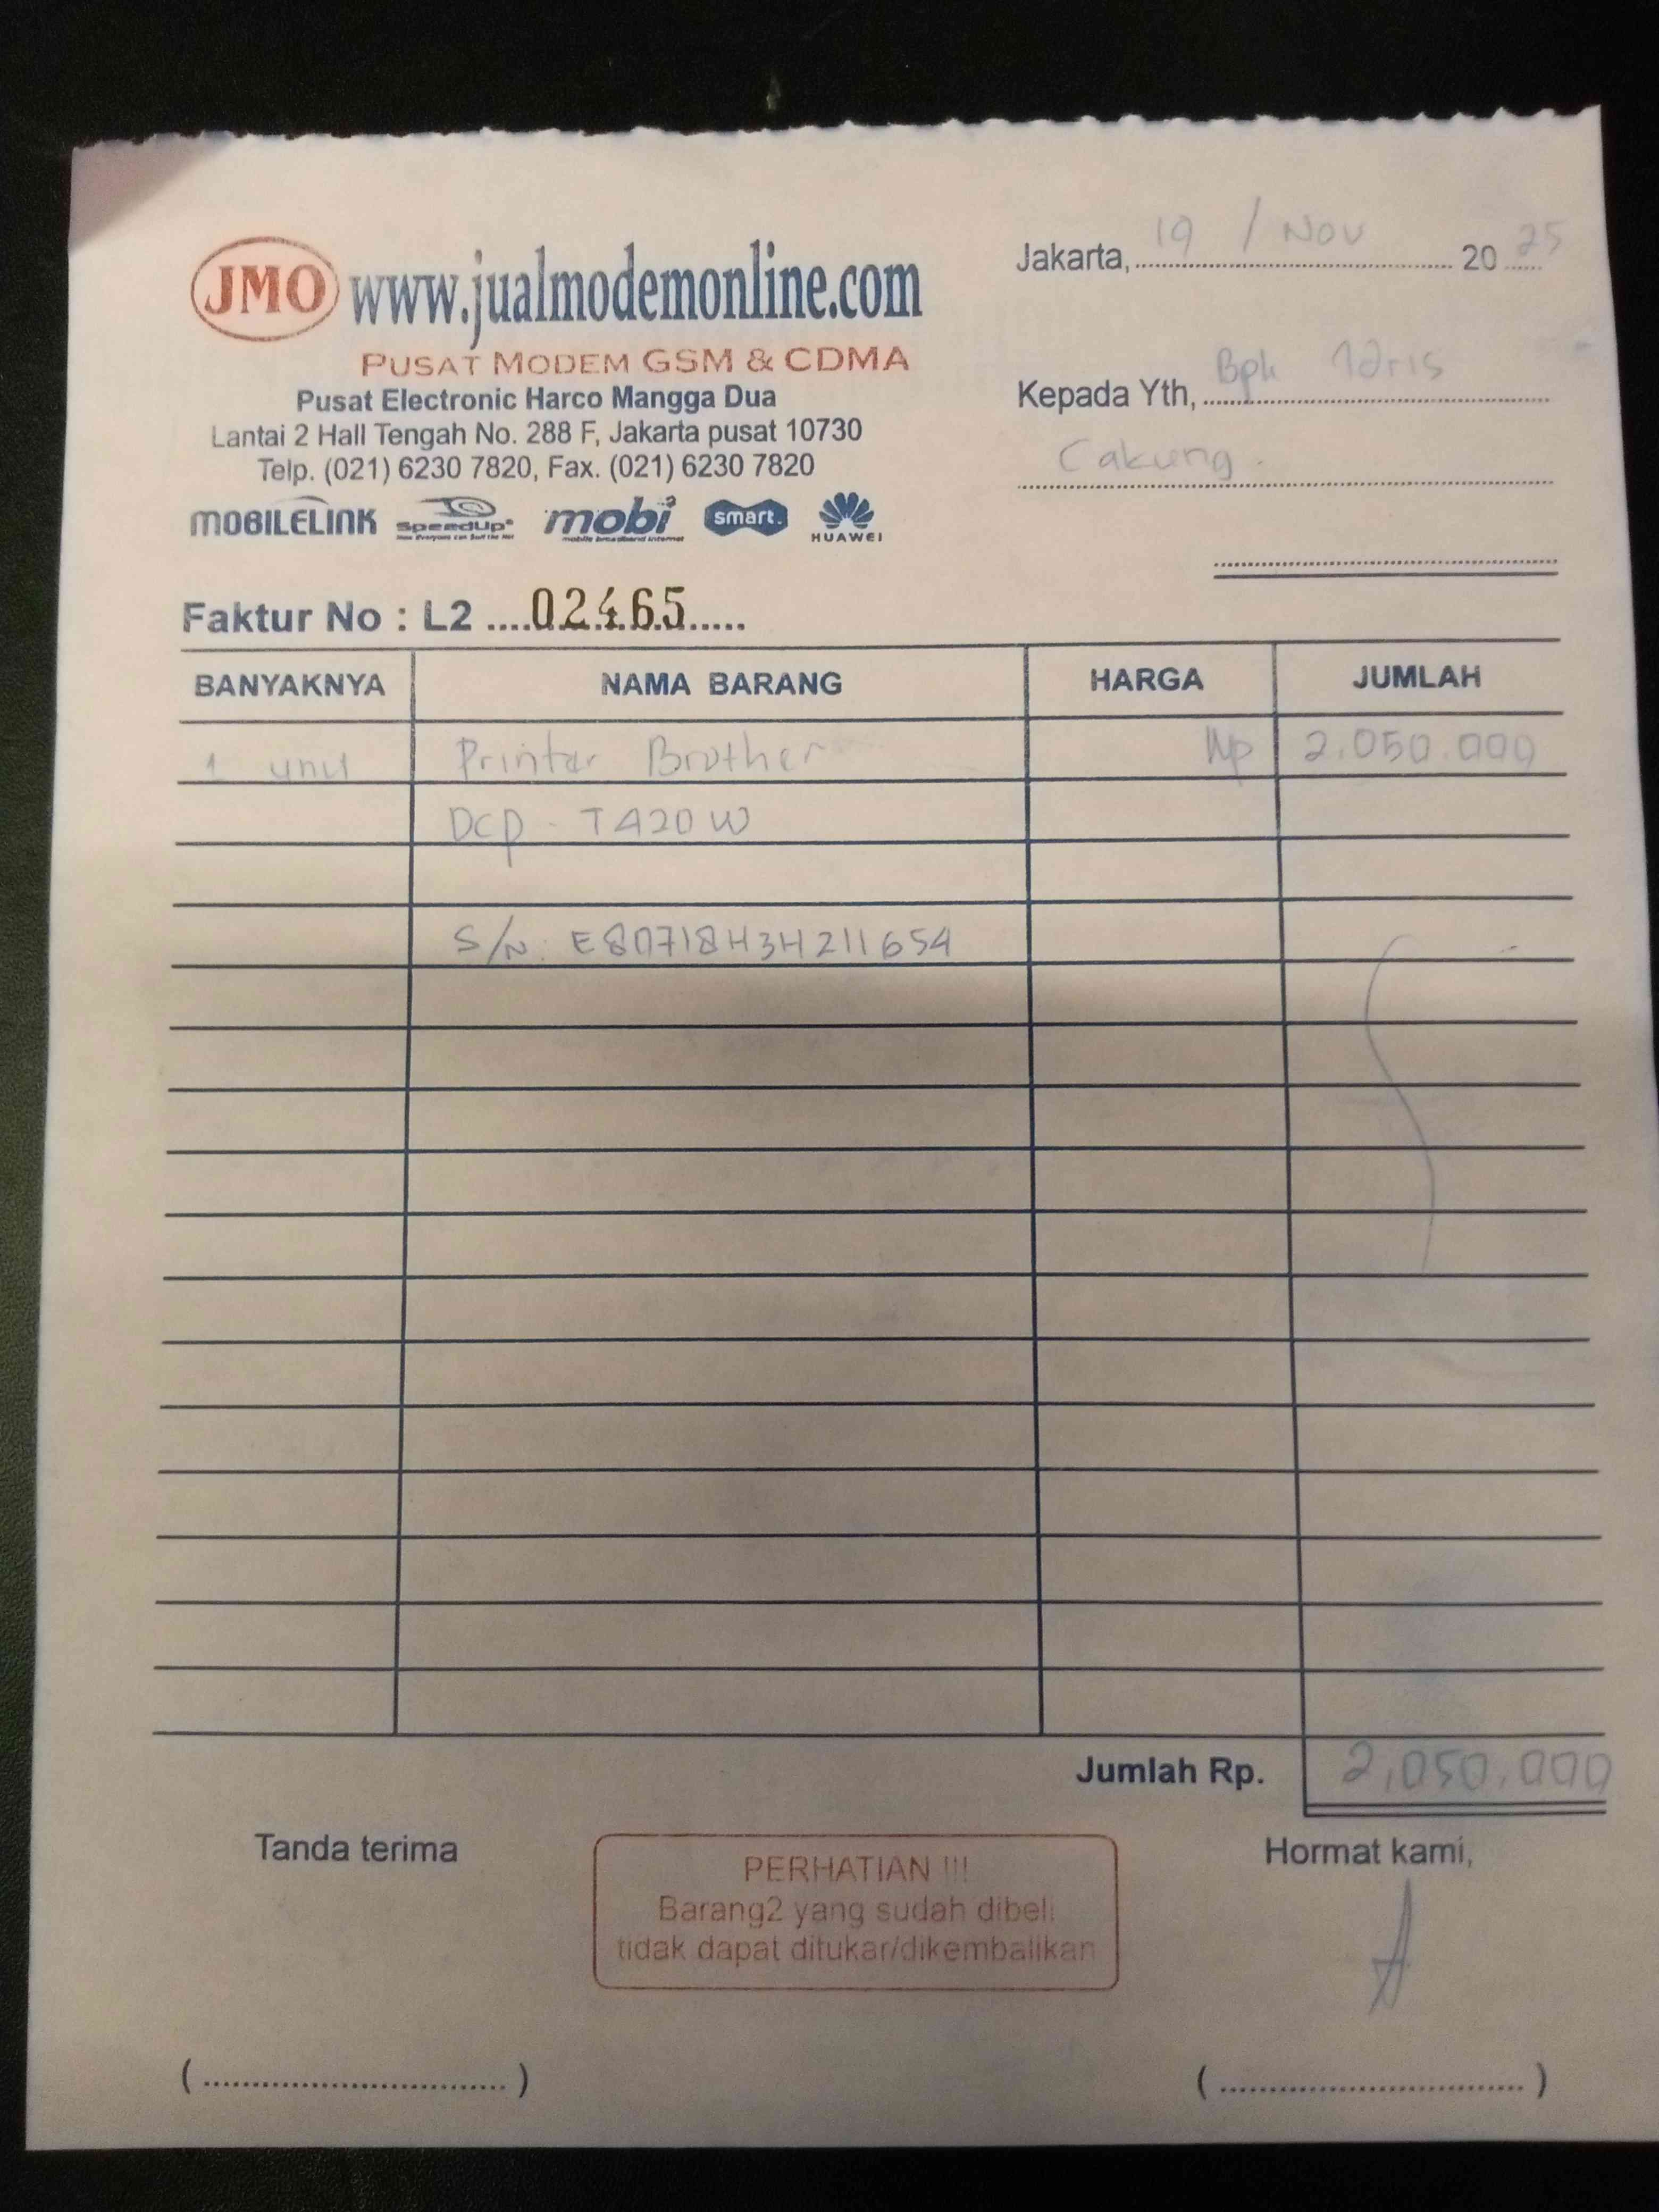 JMO www.jualmodemonline.com
PUSAT MODEM GSM & CDMA
Pusat Electronic Harco Mangga Dua
Lantai 2 Hall Tengah No. 288 F, Jakarta pusat 10730
Telp. (021) 6230 7820, Fax. (021) 6230 7820
MOBILELINK SpeedUp mobi smart. HUAWEI
mobile broadband internet
Jakarta, 19 / Nov 2025
Kepada Yth, Bpk Idris
Cakung.
Faktur No : L2 ....02465.....
BANYAKNYA NAMA BARANG HARGA JUMLAH
1 unit Printer Brother Rp 2.050.000
DCP - T420W
S/N: E80718H3H211654
Jumlah Rp. 2,050,000
Tanda terima
PERHATIAN !!!
Barang2 yang sudah dibeli
tidak dapat ditukar/dikembalikan
Hormat kami,
(..............................) (..............................)